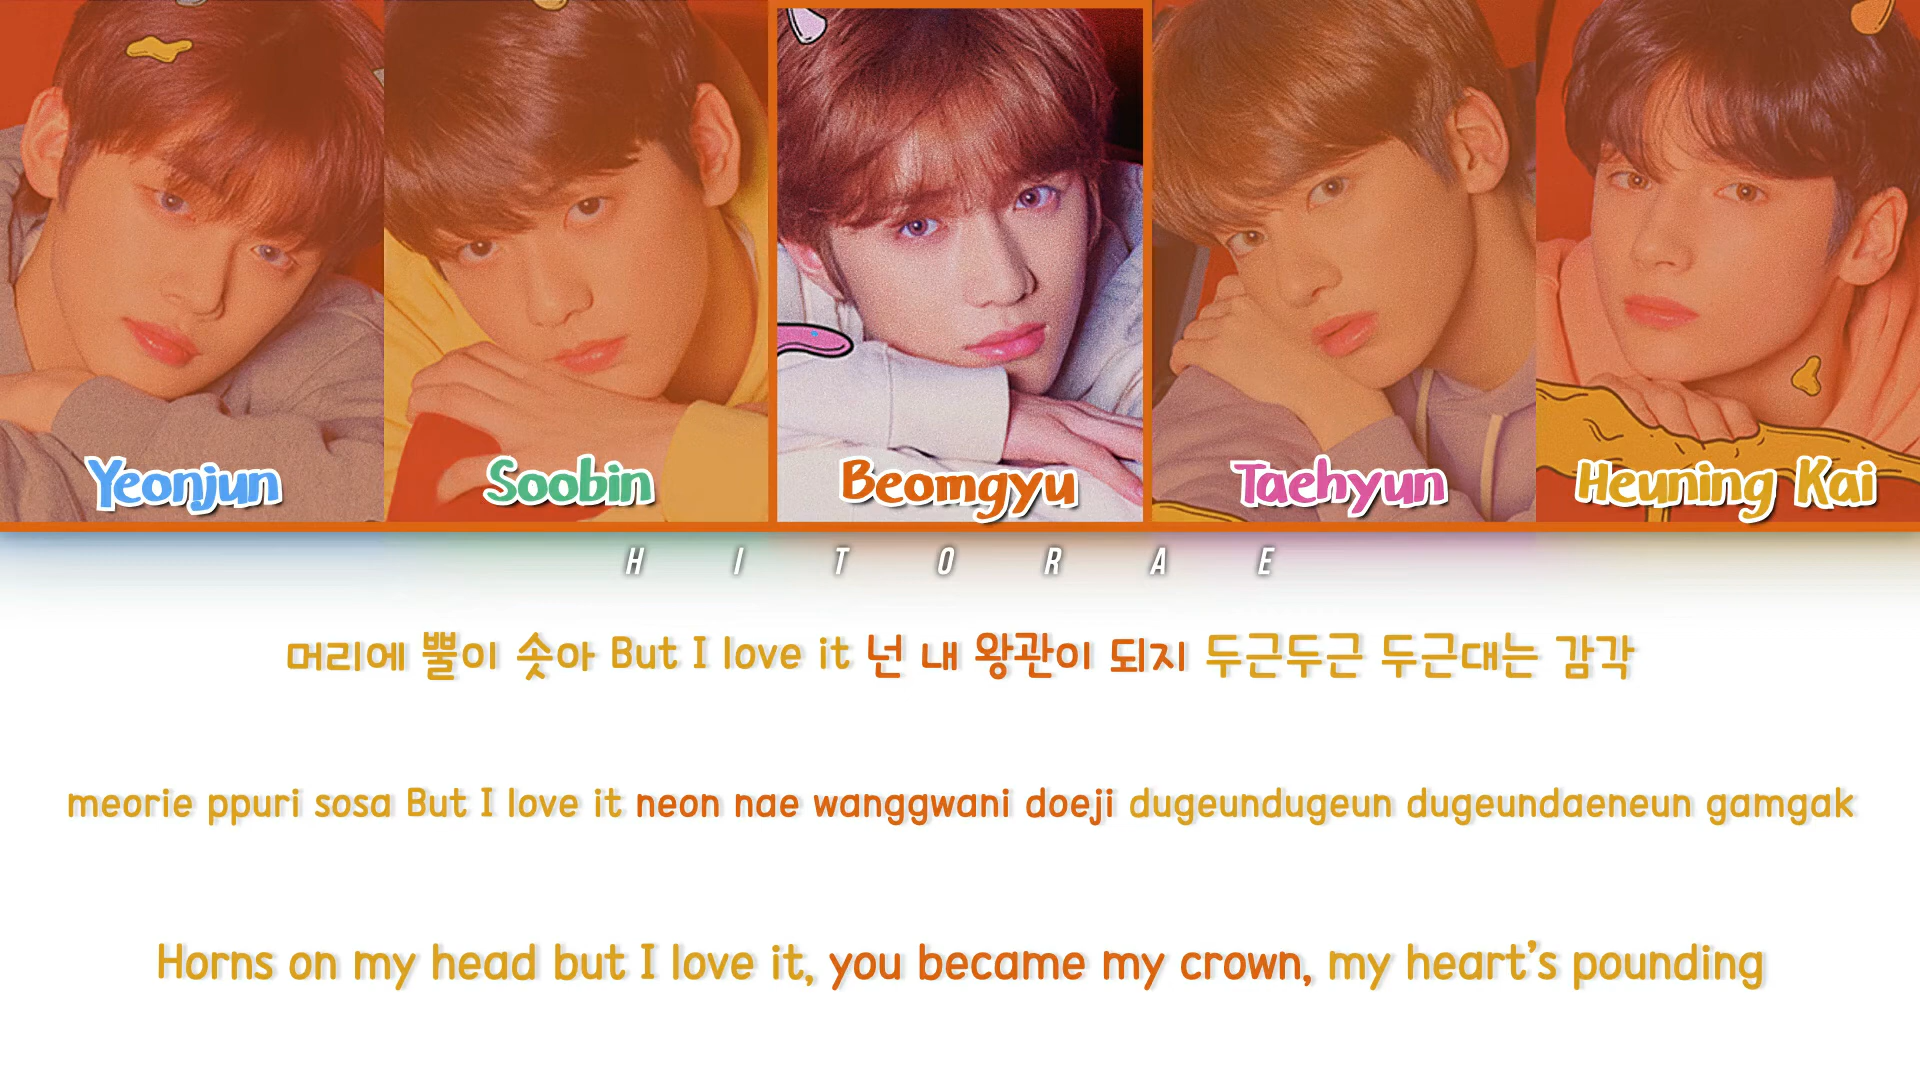 Yeonjun Soobin Beomgyu Taehyun Heuning Kai
HITORAE
머리에 뿔이 솟아 But I love it 넌 내 왕관이 되지 두근두근 두근대는 감각
meorie ppuri sosa But I love it neon nae wanggwani doeji dugeundugeun dugeundaeneun gamgak
Horns on my head but I love it, you became my crown, my heart's pounding